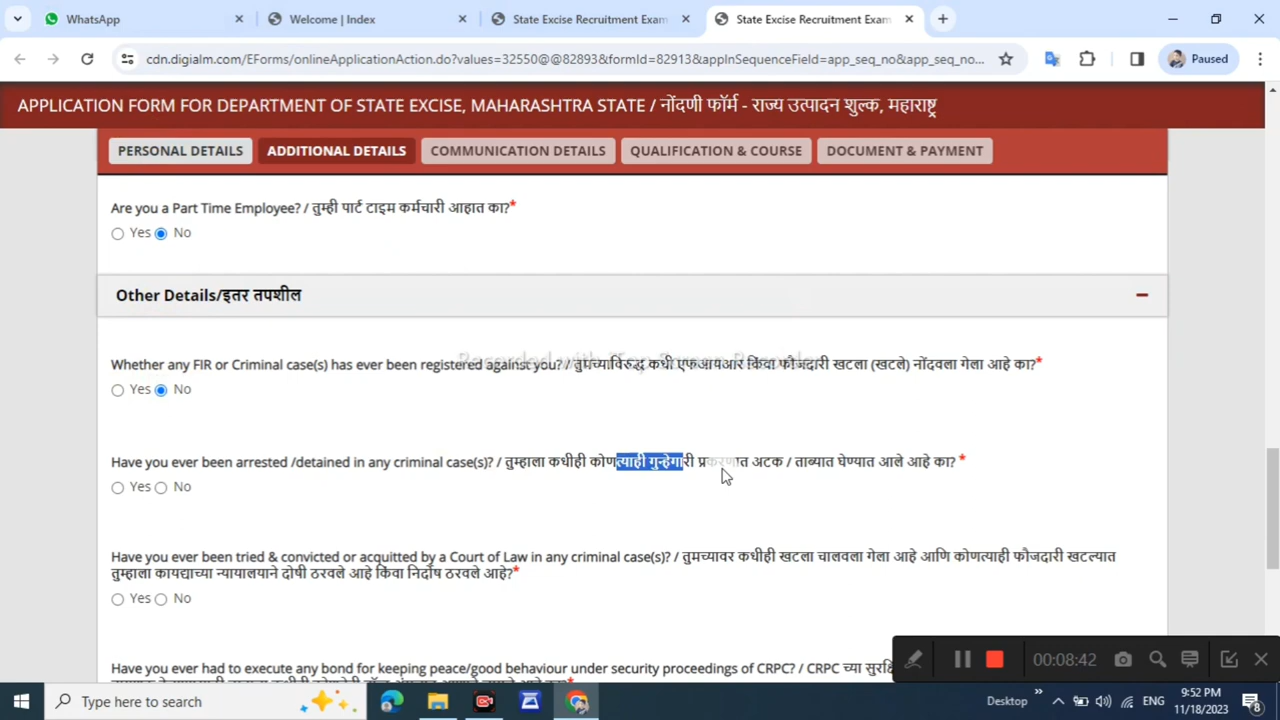 WhatsApp
Welcome | Index
State Excise Recruitment Exam
State Excise Recruitment Exam
cdn.digialm.com/EForms/onlineApplicationAction.do?values=32550@@82893&formId=82913&appInSequenceField=app_seq_no&app_seq_no...
Paused
APPLICATION FORM FOR DEPARTMENT OF STATE EXCISE, MAHARASHTRA STATE / नोंदणी फॉर्म - राज्य उत्पादन शुल्क, महाराष्ट्र
PERSONAL DETAILS
ADDITIONAL DETAILS
COMMUNICATION DETAILS
QUALIFICATION & COURSE
DOCUMENT & PAYMENT
Are you a Part Time Employee? / तुम्ही पार्ट टाइम कर्मचारी आहात का?*
Yes No
Other Details/इतर तपशील
Whether any FIR or Criminal case(s) has ever been registered against you? / तुमच्याविरुद्ध कधी एफआयआर किंवा फौजदारी खटला (खटले) नोंदवला गेला आहे का?*
Yes No
Have you ever been arrested /detained in any criminal case(s)? / तुम्हाला कधीही कोणत्याही गुन्हेगारी प्रकरणात अटक / ताब्यात घेण्यात आले आहे का? *
Yes No
Have you ever been tried & convicted or acquitted by a Court of Law in any criminal case(s)? / तुमच्यावर कधीही खटला चालवला गेला आहे आणि कोणत्याही फौजदारी खटल्यात
तुम्हाला कायद्याच्या न्यायालयाने दोषी ठरवले आहे किंवा निर्दोष ठरवले आहे?*
Yes No
Have you ever had to execute any bond for keeping peace/good behaviour under security proceedings of CRPC? / CRPC च्या
00:08:42
Type here to search
Desktop
ENG
9:52 PM
11/18/2023
8